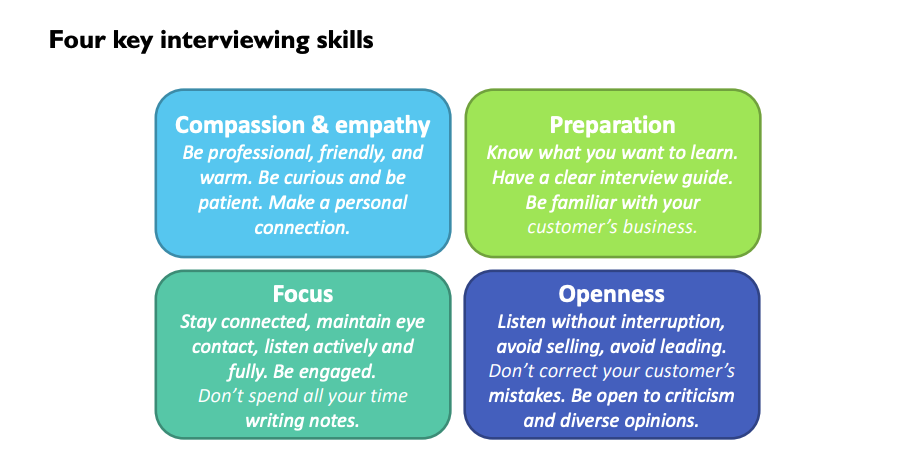 Four key interviewing skills
Compassion & empathy
Be professional, friendly, and
warm. Be curious and be
patient. Make a personal
connection.
Preparation
Know what you want to learn.
Have a clear interview guide.
Be familiar with your
customer’s business.
Focus
Stay connected, maintain eye
contact, listen actively and
fully. Be engaged.
Don’t spend all your time
writing notes.
Openness
Listen without interruption,
avoid selling, avoid leading.
Don’t correct your customer’s
mistakes. Be open to criticism
and diverse opinions.